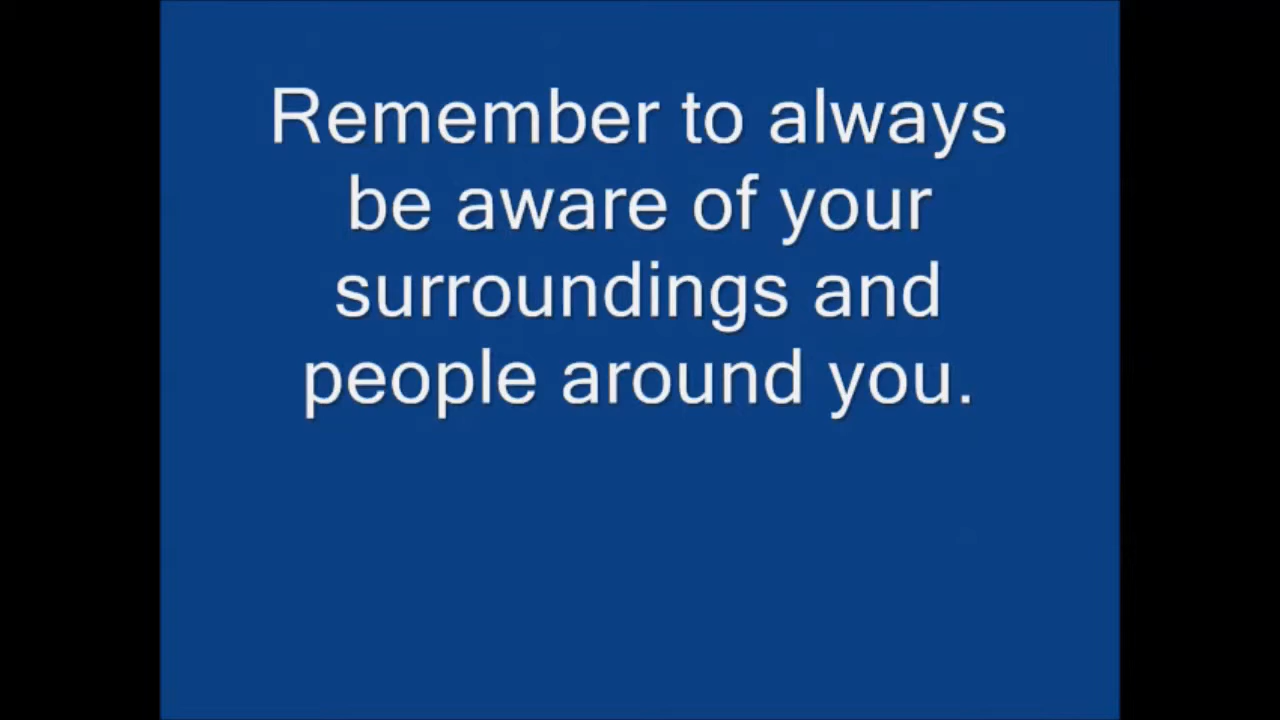 Remember to always
be aware of your
surroundings and
people around you.